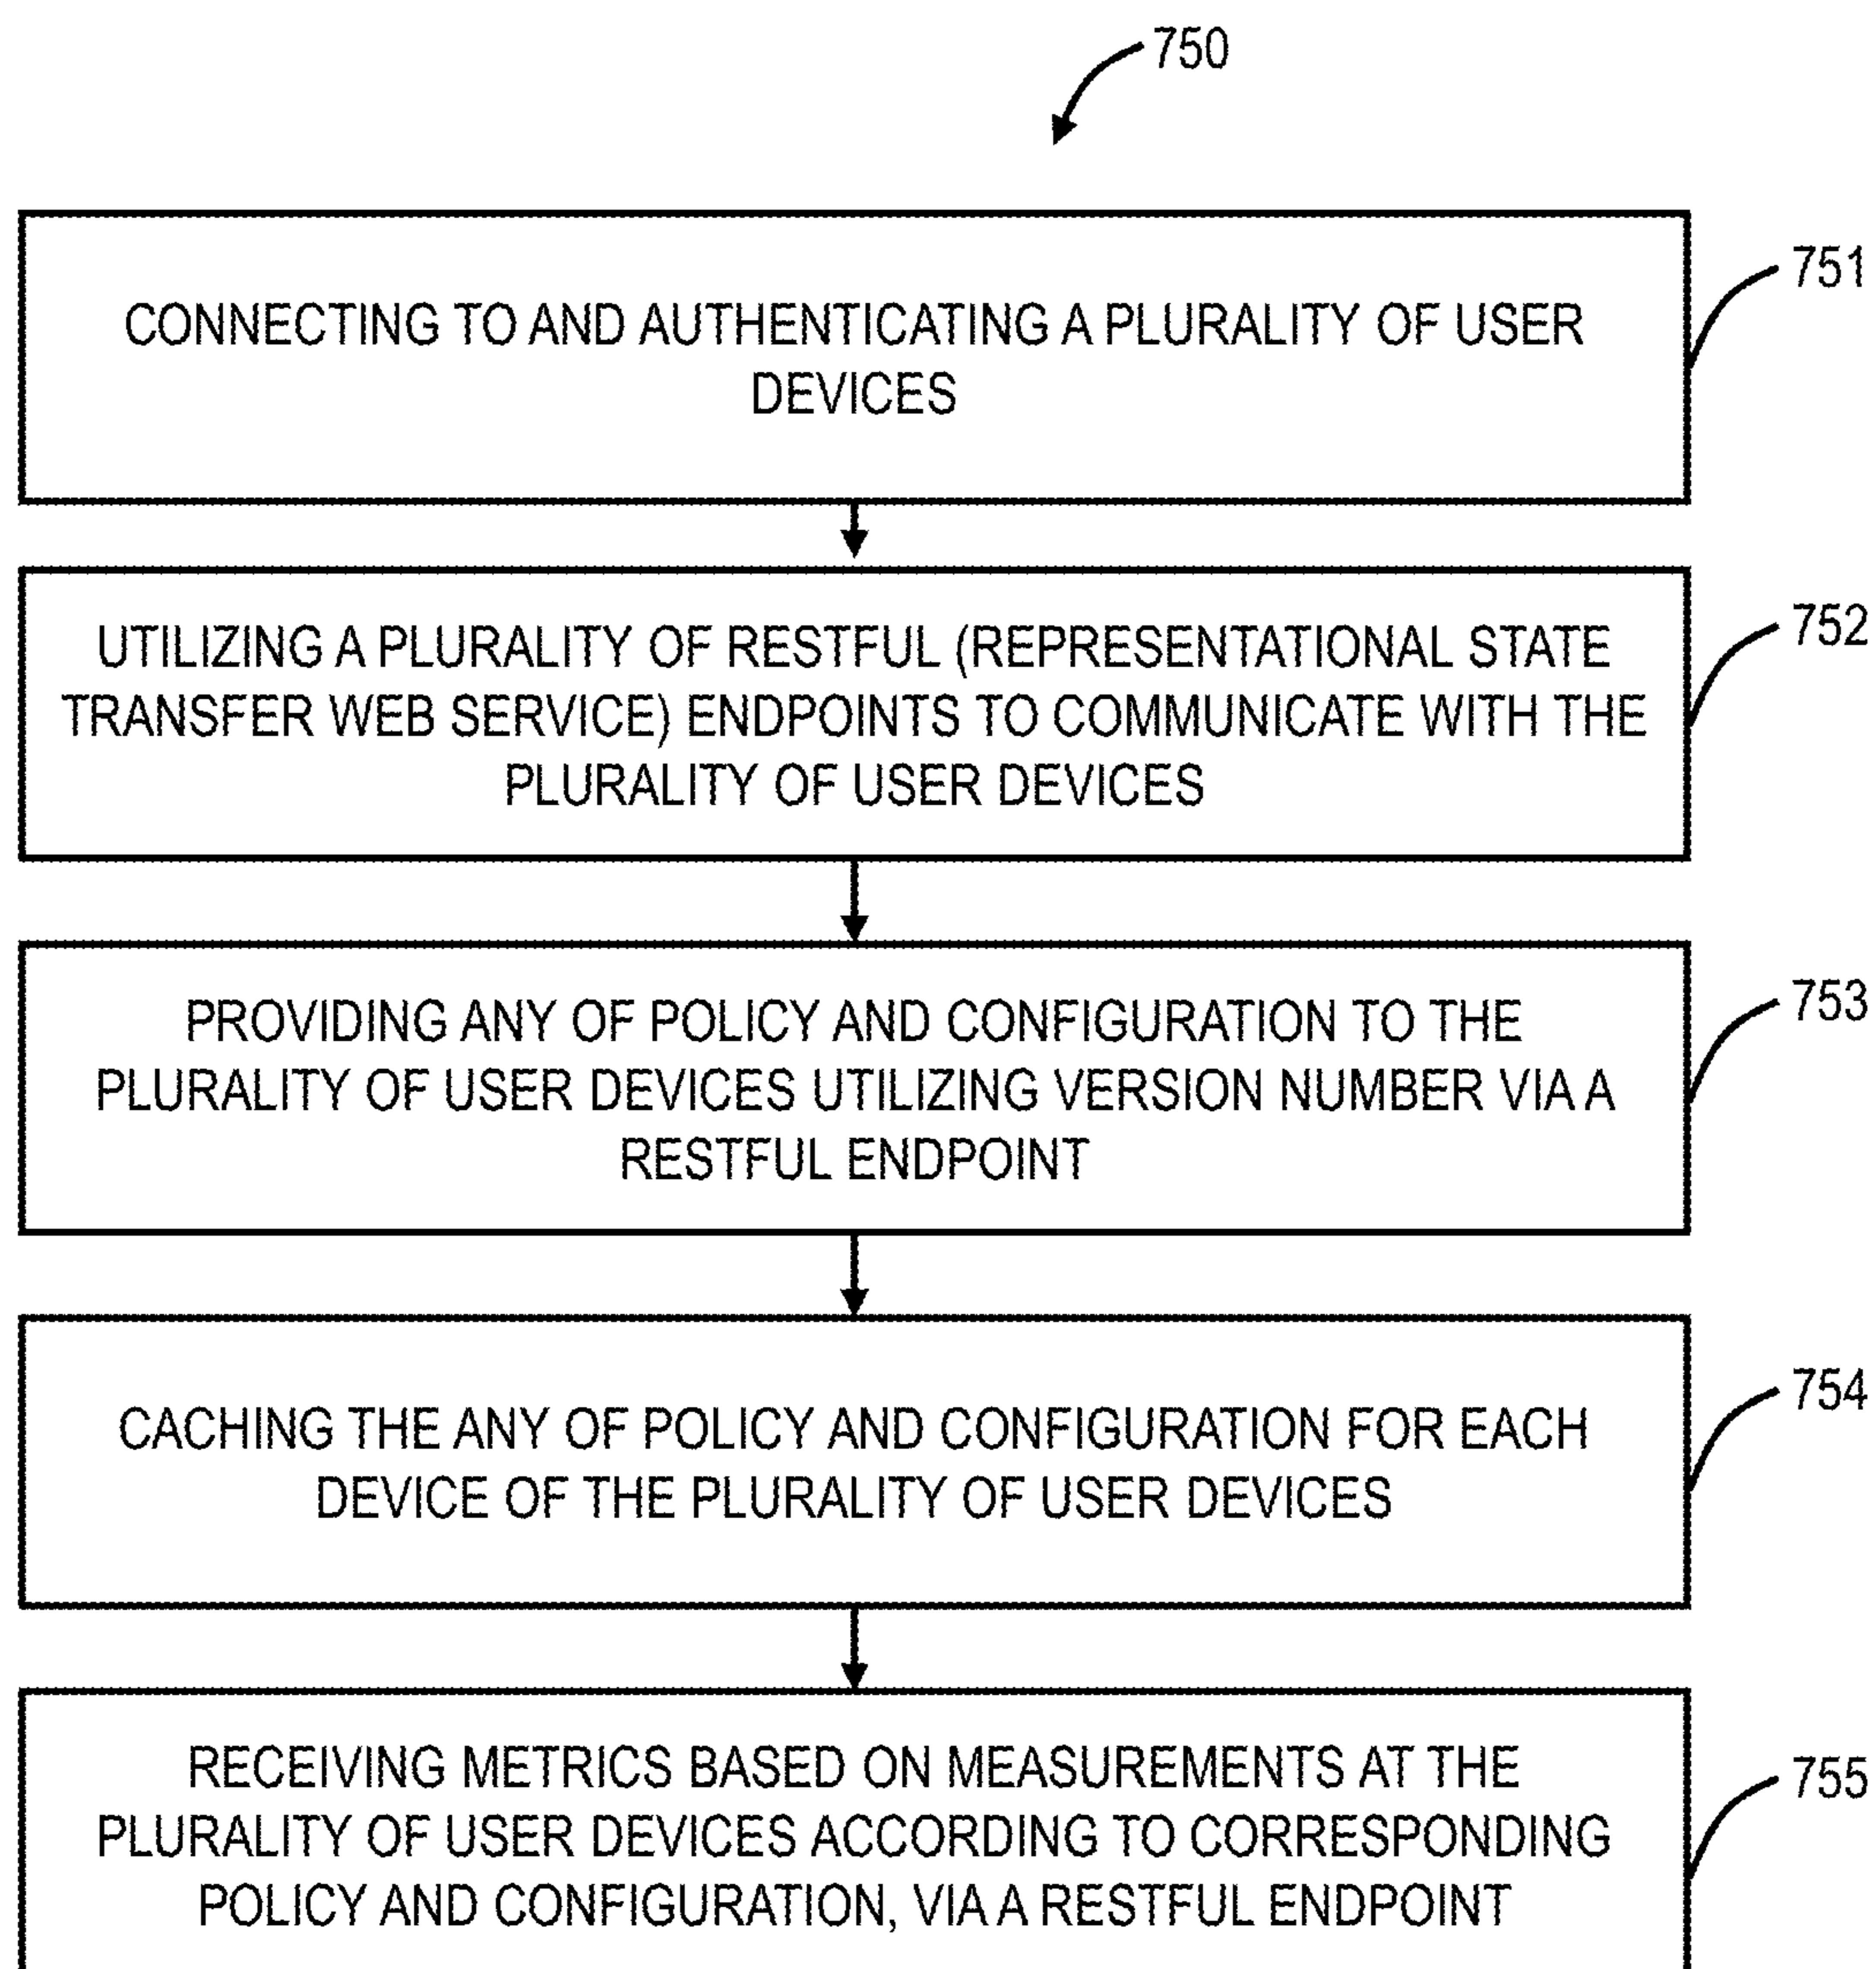 750
CONNECTING TO AND AUTHENTICATING A PLURALITY OF USER
DEVICES
751
UTILIZING A PLURALITY OF RESTFUL (REPRESENTATIONAL STATE
TRANSFER WEB SERVICE) ENDPOINTS TO COMMUNICATE WITH THE
PLURALITY OF USER DEVICES
752
PROVIDING ANY OF POLICY AND CONFIGURATION TO THE
PLURALITY OF USER DEVICES UTILIZING VERSION NUMBER VIA A
RESTFUL ENDPOINT
753
CACHING THE ANY OF POLICY AND CONFIGURATION FOR EACH
DEVICE OF THE PLURALITY OF USER DEVICES
754
RECEIVING METRICS BASED ON MEASUREMENTS AT THE
PLURALITY OF USER DEVICES ACCORDING TO CORRESPONDING
POLICY AND CONFIGURATION, VIA A RESTFUL ENDPOINT
755